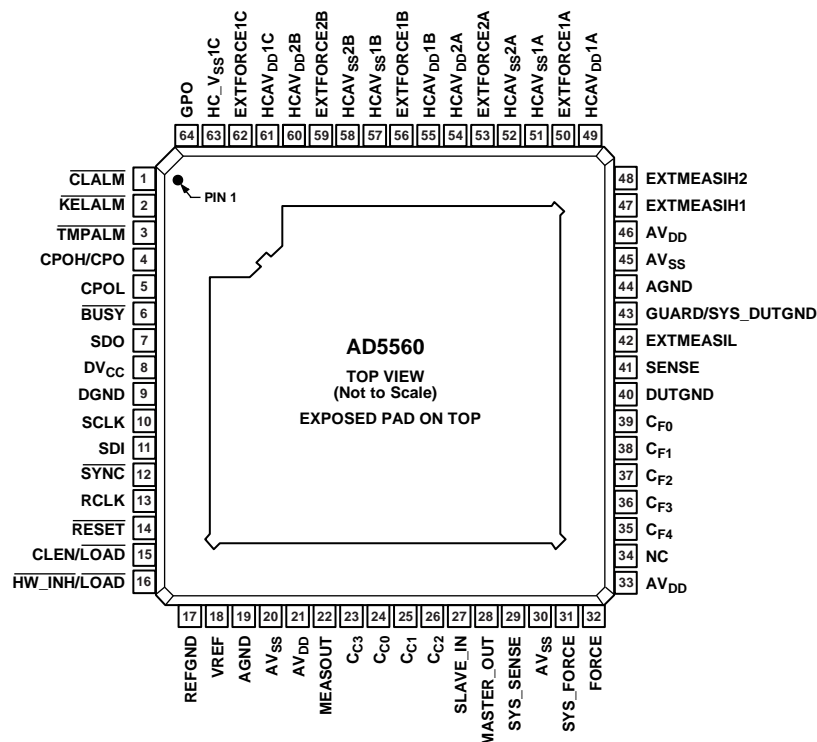 GPO
HC_VSS1C
EXTFORCE1C
HCAVDD1C
HCAVDD2B
EXTFORCE2B
HCAVSS2B
HCAVSS1B
EXTFORCE1B
HCAVDD1B
HCAVDD2A
EXTFORCE2A
HCAVSS2A
HCAVSS1A
EXTFORCE1A
HCAVDD1A
64 63 62 61 60 59 58 57 56 55 54 53 52 51 50 49
PIN 1
CLALM 1
KELALM 2
TMPALM 3
CPOH/CPO 4
CPOL 5
BUSY 6
SDO 7
DVCC 8
DGND 9
SCLK 10
SDI 11
SYNC 12
RCLK 13
RESET 14
CLEN/LOAD 15
HW_INH/LOAD 16
AD5560
TOP VIEW
(Not to Scale)
EXPOSED PAD ON TOP
48 EXTMEASIH2
47 EXTMEASIH1
46 AVDD
45 AVSS
44 AGND
43 GUARD/SYS_DUTGND
42 EXTMEASIL
41 SENSE
40 DUTGND
39 CF0
38 CF1
37 CF2
36 CF3
35 CF4
34 NC
33 AVDD
17 18 19 20 21 22 23 24 25 26 27 28 29 30 31 32
REFGND
VREF
AGND
AVSS
AVDD
MEASOUT
CC3
CC0
CC1
CC2
SLAVE_IN
MASTER_OUT
SYS_SENSE
AVSS
SYS_FORCE
FORCE